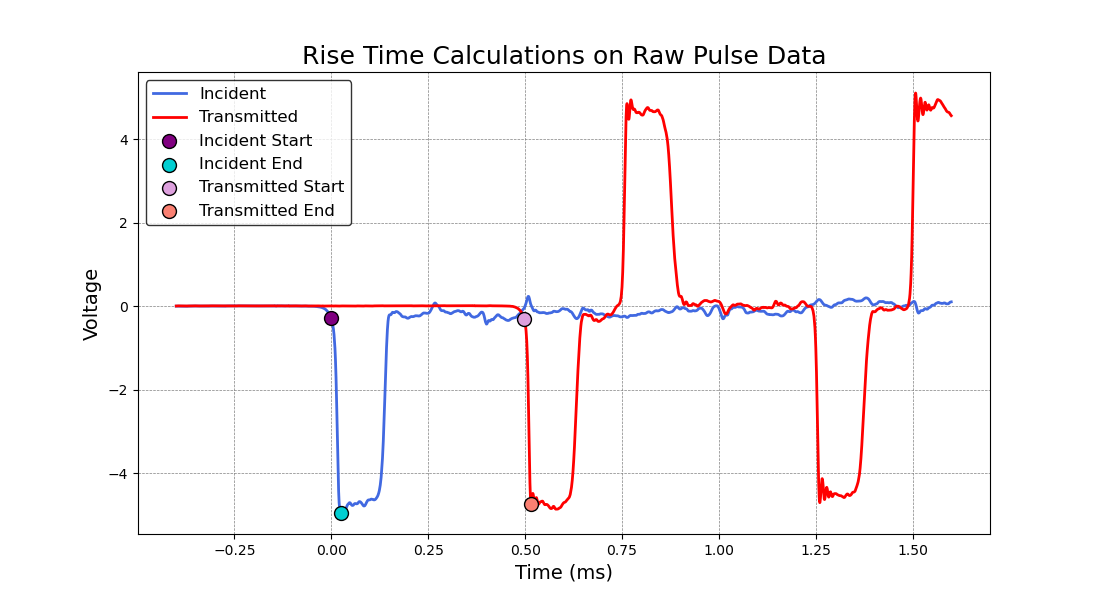 Rise Time Calculations on Raw Pulse Data
Incident
Transmitted
Incident Start
Incident End
Transmitted Start
Transmitted End
Voltage
4
2
0
−2
−4
−0.25 0.00 0.25 0.50 0.75 1.00 1.25 1.50
Time (ms)